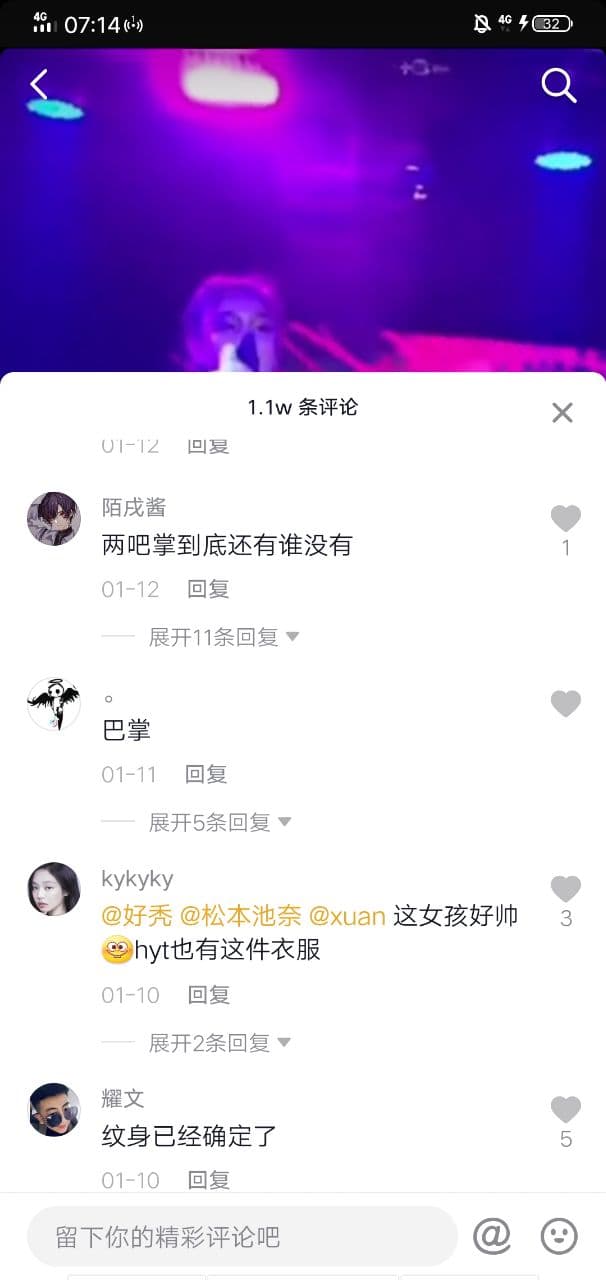 4G 07:14 4G 32
1.1w 条评论
01-12 回复
陌戌酱
两吧掌到底还有谁没有
1
01-12 回复
展开11条回复
。
巴掌
01-11 回复
展开5条回复
kykyky
@好秃 @松本池奈 @xuan 这女孩好帅
3
hyt也有这件衣服
01-10 回复
展开2条回复
耀文
纹身已经确定了
5
01-10 回复
留下你的精彩评论吧
@